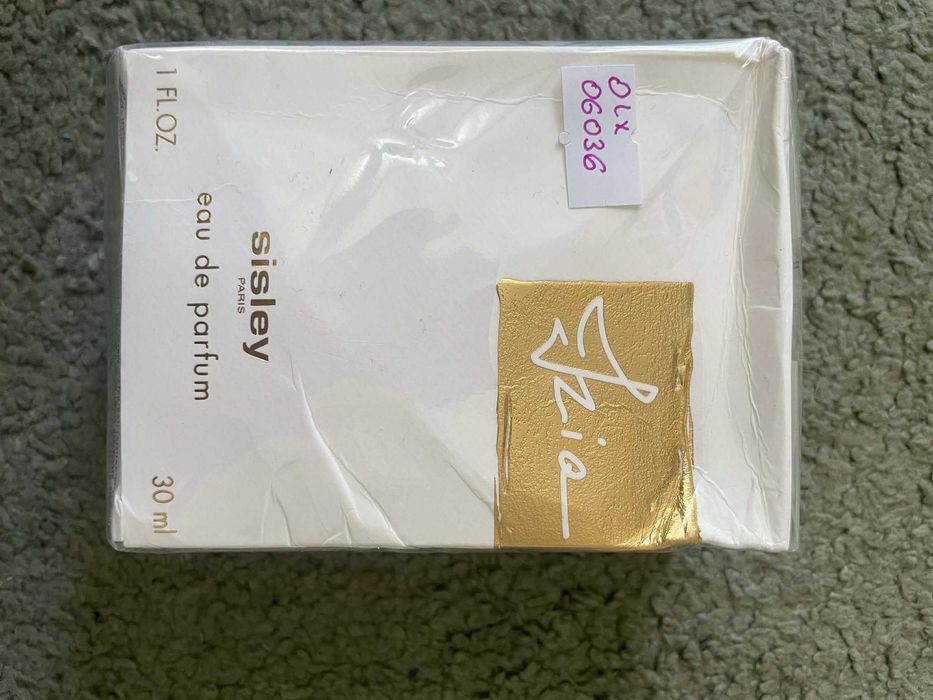 OLX
06036
Izia
sisley
PARIS
eau de parfum
1 FL.OZ.
30 ml